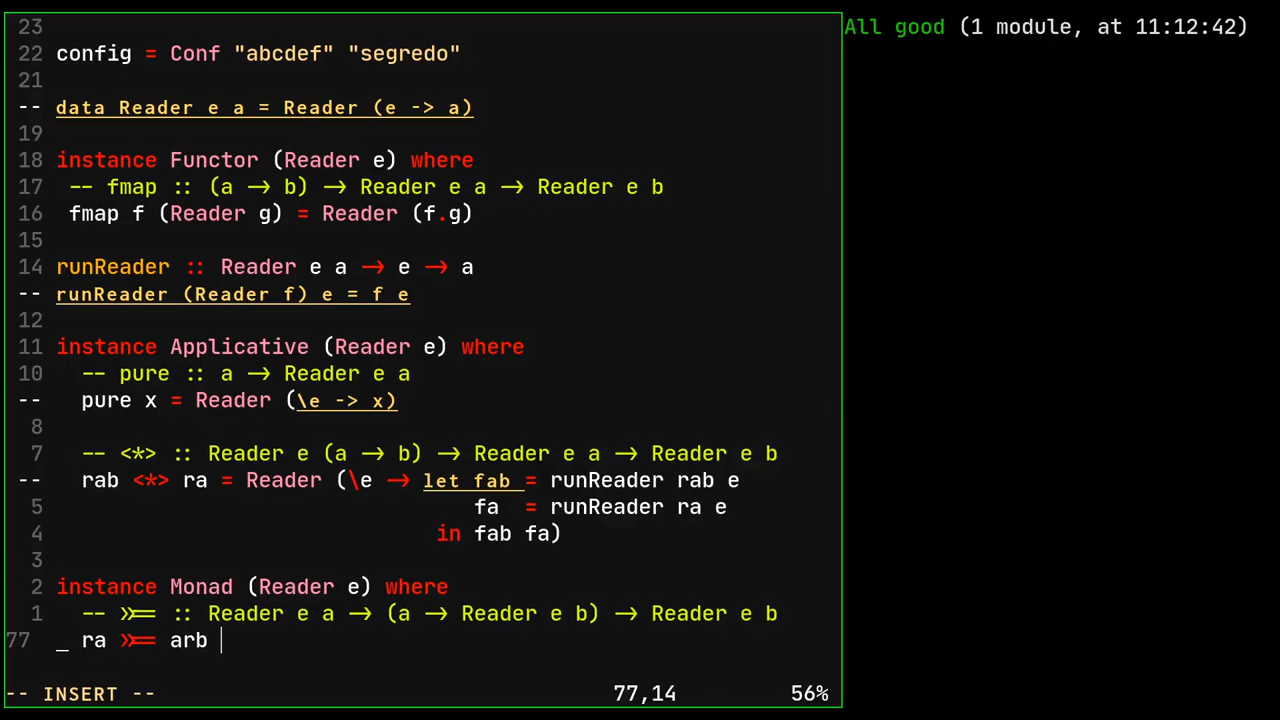 23
22 config = Conf "abcdef" "segredo"
21
-- data Reader e a = Reader (e -> a)
19
18 instance Functor (Reader e) where
17  -- fmap :: (a -> b) -> Reader e a -> Reader e b
16  fmap f (Reader g) = Reader (f.g)
15
14 runReader :: Reader e a -> e -> a
-- runReader (Reader f) e = f e
12
11 instance Applicative (Reader e) where
10   -- pure :: a -> Reader e a
--   pure x = Reader (\e -> x)
8
7   -- <*> :: Reader e (a -> b) -> Reader e a -> Reader e b
--   rab <*> ra = Reader (\e -> let fab = runReader rab e
5                                  fa  = runReader ra e
4                               in fab fa)
3
2 instance Monad (Reader e) where
1   -- >>= :: Reader e a -> (a -> Reader e b) -> Reader e b
77 _ ra >>= arb
-- INSERT -- 77,14 56%
All good (1 module, at 11:12:42)